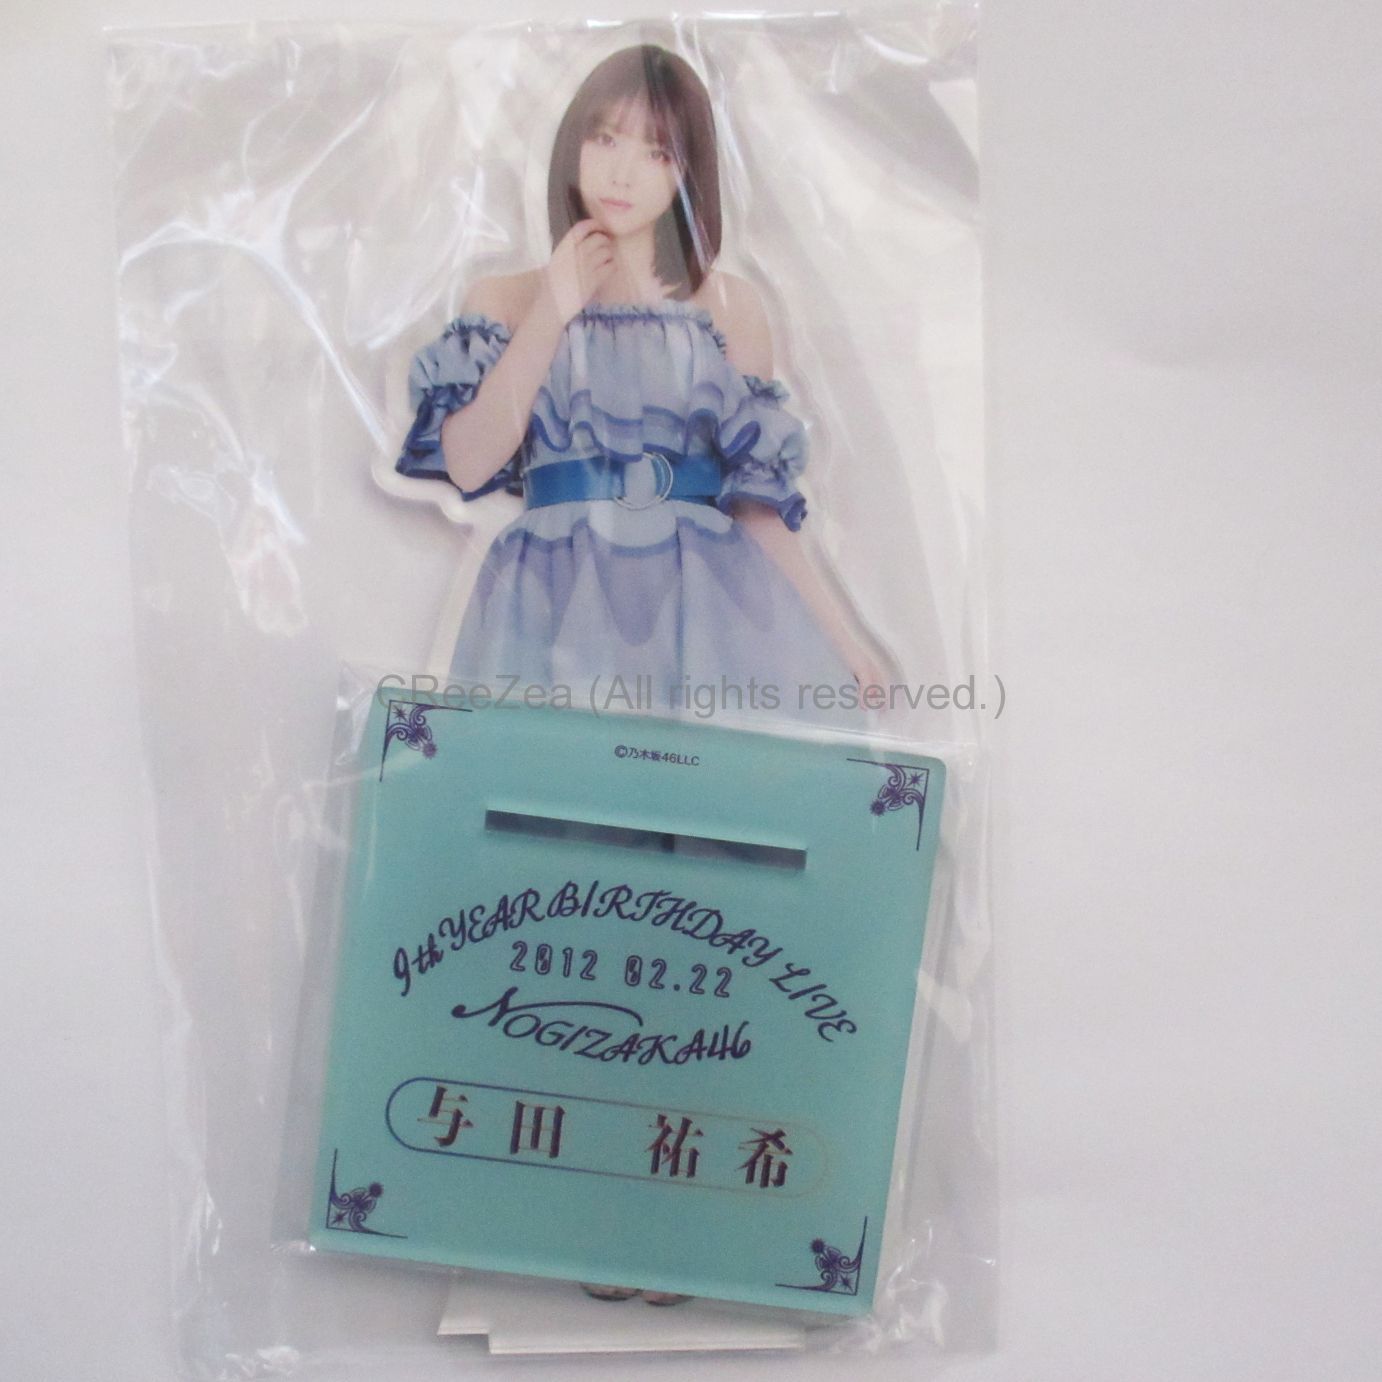 CReeZea (All rights reserved.)
©乃木坂46LLC
9th YEAR BIRTHDAY LIVE
2012 02.22
NOGIZAKA46
与田 祐希